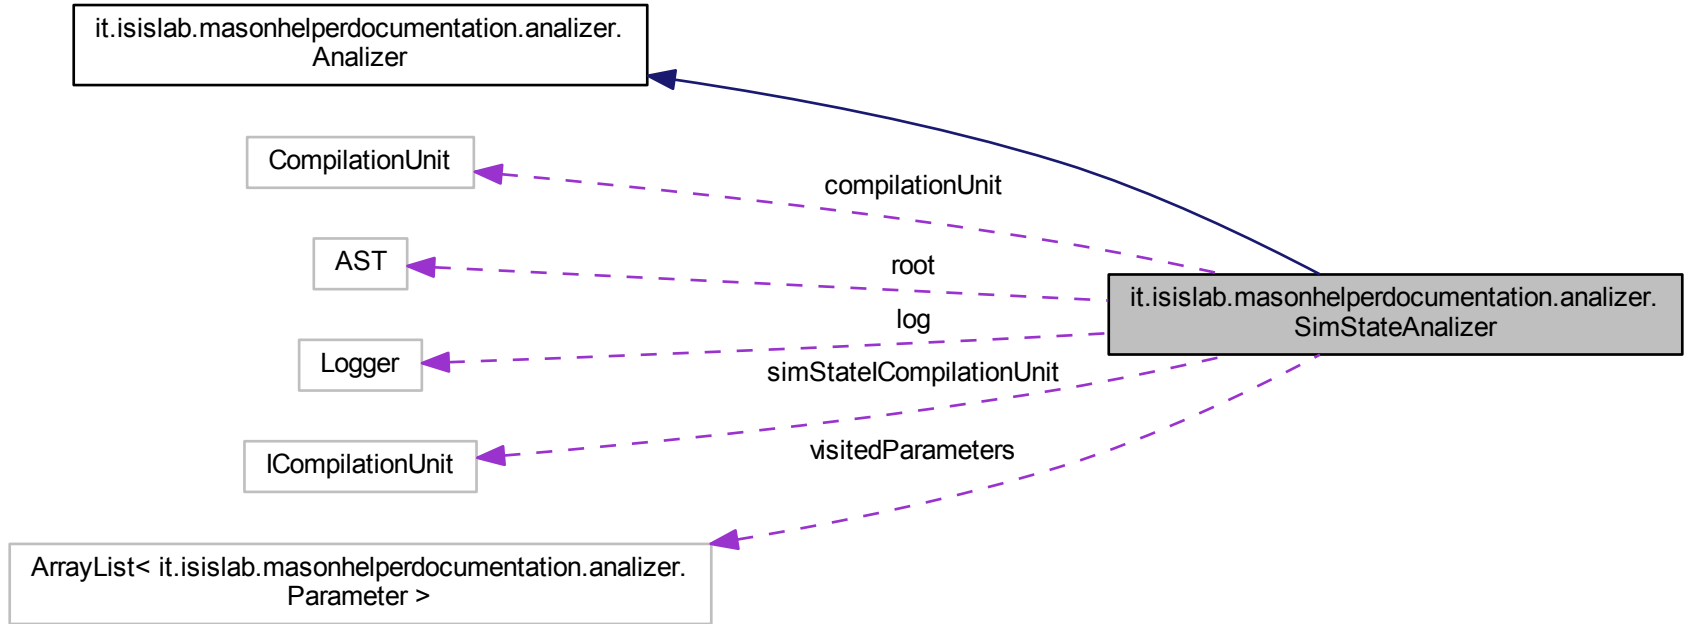 it.isislab.masonhelperdocumentation.analizer.
Analizer
CompilationUnit
compilationUnit
AST
root
it.isislab.masonhelperdocumentation.analizer.
SimStateAnalizer
log
Logger
simStateICompilationUnit
ICompilationUnit
visitedParameters
ArrayList< it.isislab.masonhelperdocumentation.analizer.
Parameter >